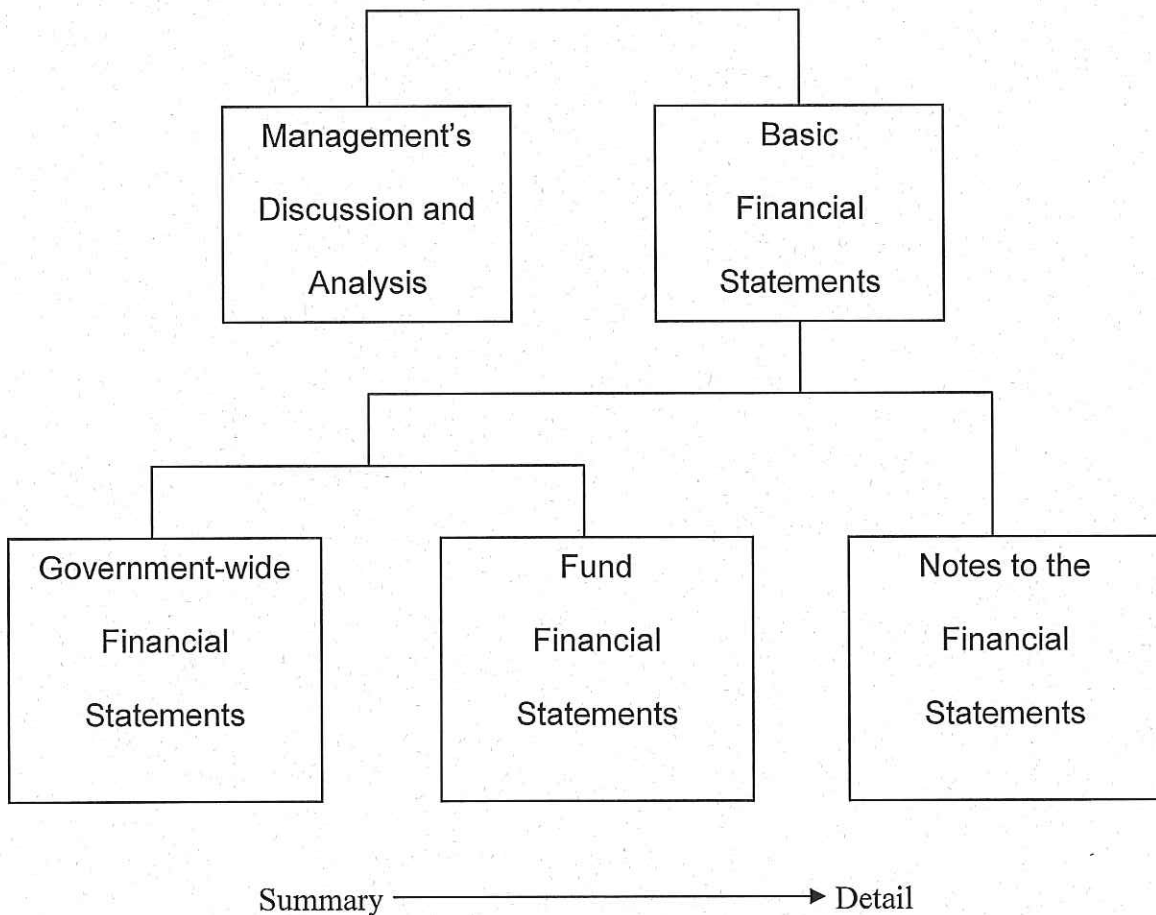 Management's
Discussion and
Analysis
Basic
Financial
Statements
Government-wide
Financial
Statements
Fund
Financial
Statements
Notes to the
Financial
Statements
Summary
Detail